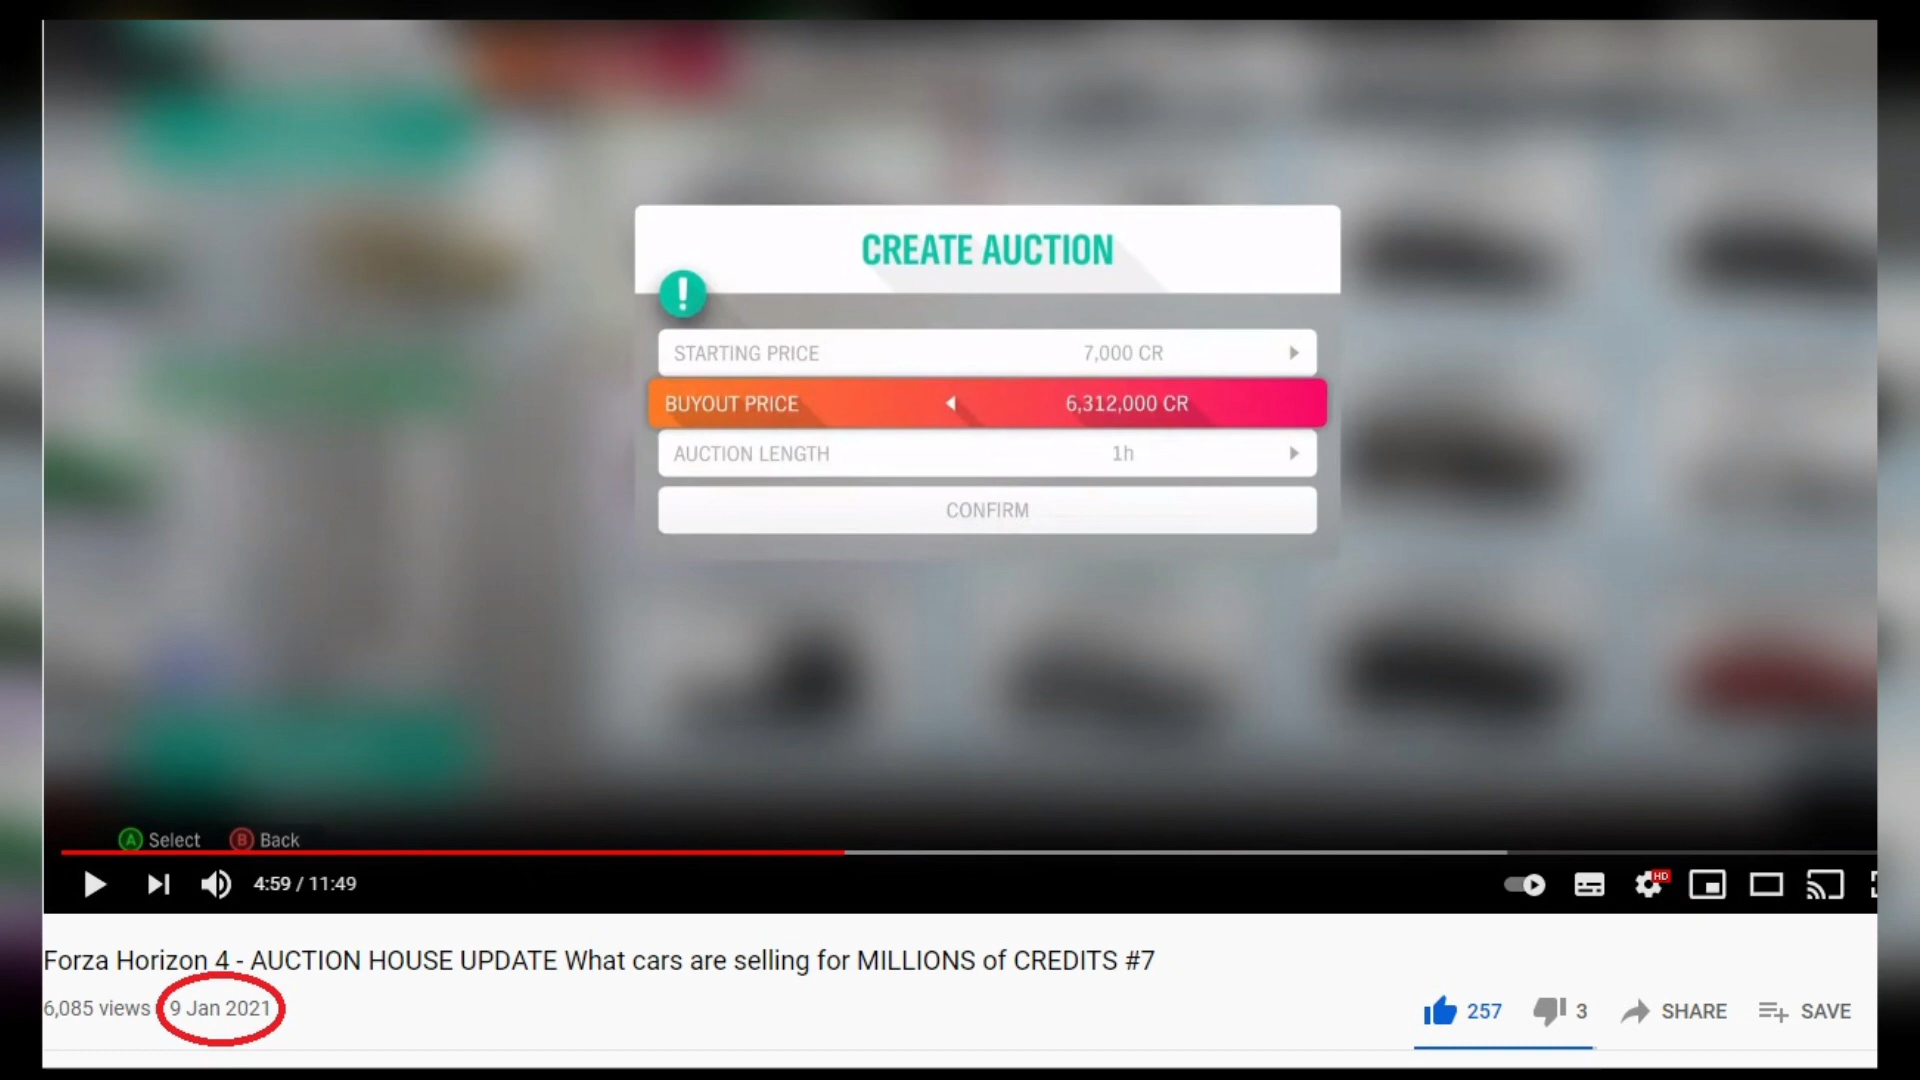 CREATE AUCTION
!
STARTING PRICE 7,000 CR
BUYOUT PRICE 6,312,000 CR
AUCTION LENGTH 1h
CONFIRM
A Select B Back
4:59 / 11:49 HD
Forza Horizon 4 - AUCTION HOUSE UPDATE What cars are selling for MILLIONS of CREDITS #7
6,085 views 9 Jan 2021 257 3 SHARE SAVE